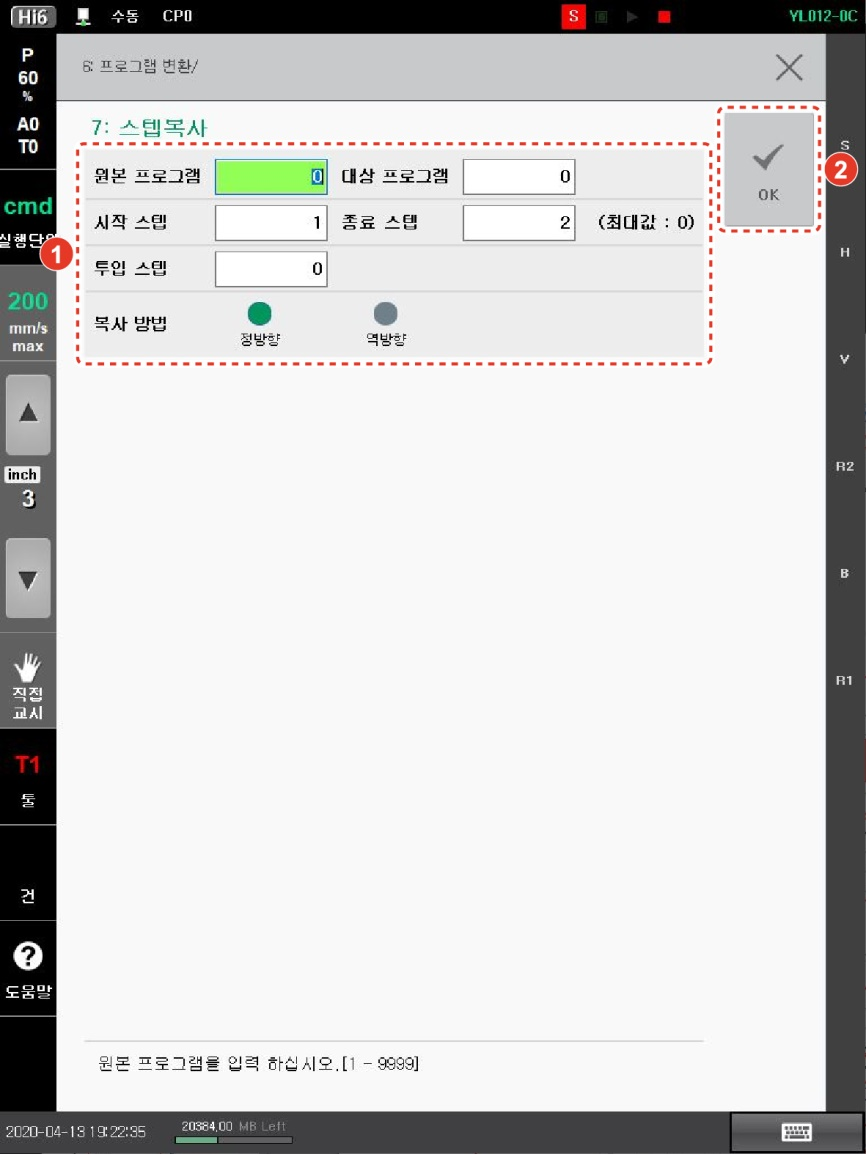 Hi6 수동 CP0 S YL012-0C
P
60
%
A0
T0
cmd
200
mm/s
max
inch
3
직접
교시
T1
툴
건
도움말
6: 프로그램 변환/
7: 스텝복사
원본 프로그램 0 대상 프로그램 0
시작 스텝 1 종료 스텝 2 (최대값 : 0)
투입 스텝 0
복사 방법 정방향 역방향
1
OK
2
S
H
V
R2
B
R1
원본 프로그램을 입력 하십시오.[1 - 9999]
2020-04-13 19:22:35 20384.00 MB Left